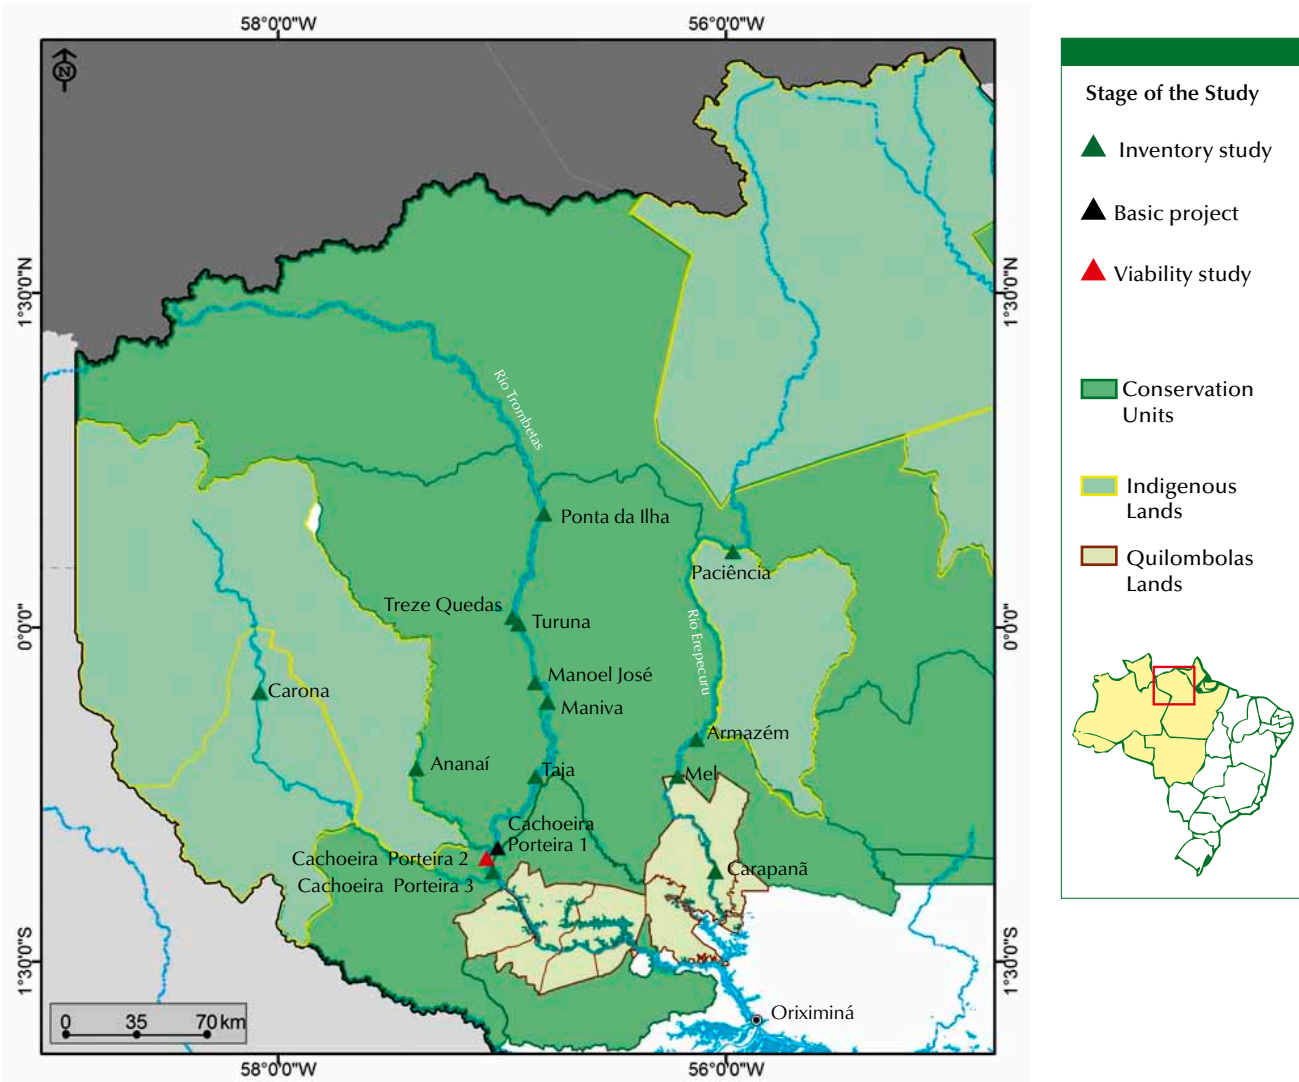 58°0'0"W
56°0'0"W
N
1°30'0"N
1°30'0"N
Rio Trombetas
Ponta da Ilha
Paciência
Treze Quedas
Turuna
0°0'0"
0°0'0"
Rio Erepecuru
Manoel José
Carona
Maniva
Armazém
Ananaí
Taja
Mel
Cachoeira
Porteira 1
Cachoeira Porteira 2
Carapanã
Cachoeira Porteira 3
1°30'0"S
1°30'0"S
Oriximiná
0 35 70 km
58°0'0"W
56°0'0"W
Stage of the Study
Inventory study
Basic project
Viability study
Conservation
Units
Indigenous
Lands
Quilombolas
Lands